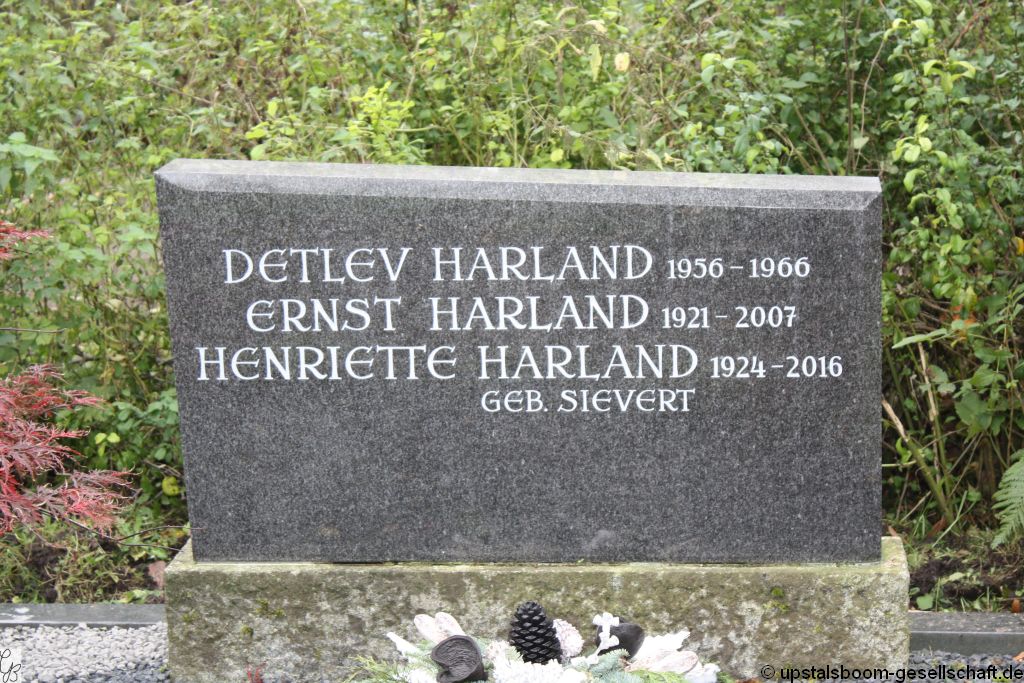 DETLEV HARLAND 1956 – 1966
ERNST HARLAND 1921 – 2007
HENRIETTE HARLAND 1924 – 2016
GEB. SIEVERT
© upstalsboom-gesellschaft.de